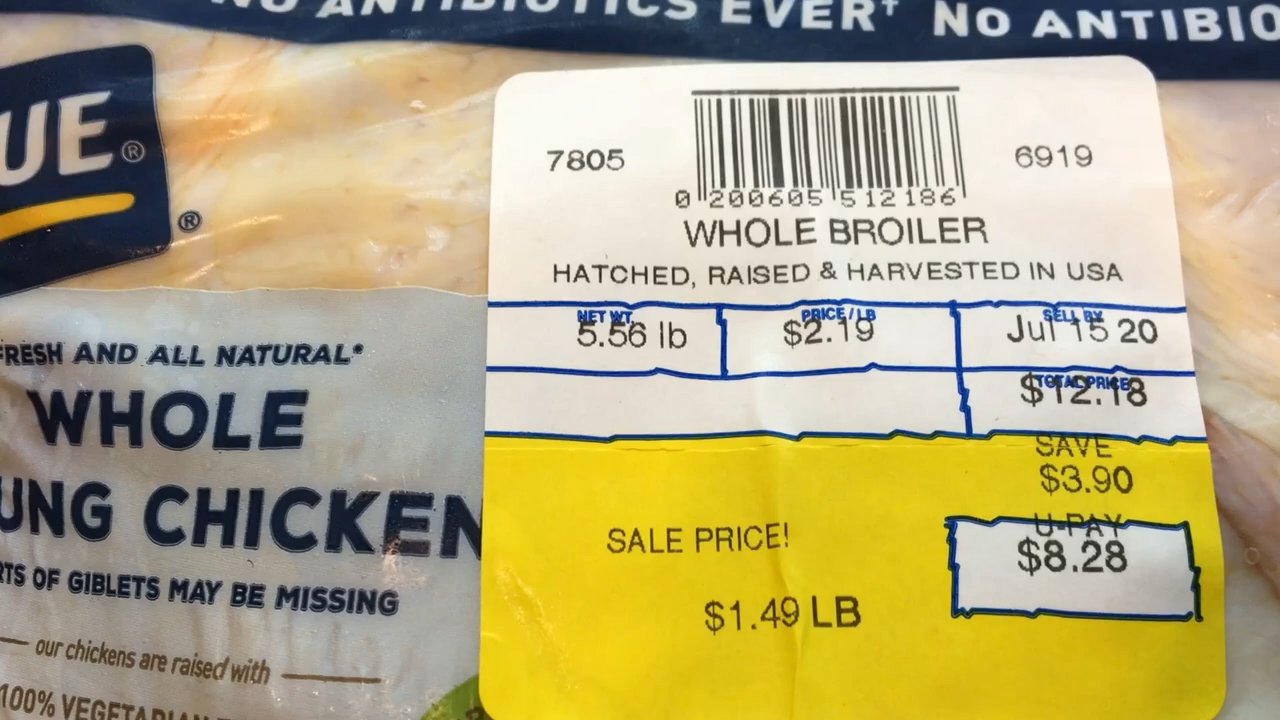 NO ANTIBIOTICS EVER† NO ANTIBIO
UE®
®
FRESH AND ALL NATURAL*
WHOLE
UNG CHICKEN
RTS OF GIBLETS MAY BE MISSING
our chickens are raised with
100% VEGETARIAN
7805
6919
0 200605 512186
WHOLE BROILER
HATCHED, RAISED & HARVESTED IN USA
NET WT. PRICE/LB SELL BY
5.56 lb $2.19 Jul 15 20
TOTAL PRICE
$12.18
SAVE
$3.90
U-PAY
$8.28
SALE PRICE!
$1.49 LB